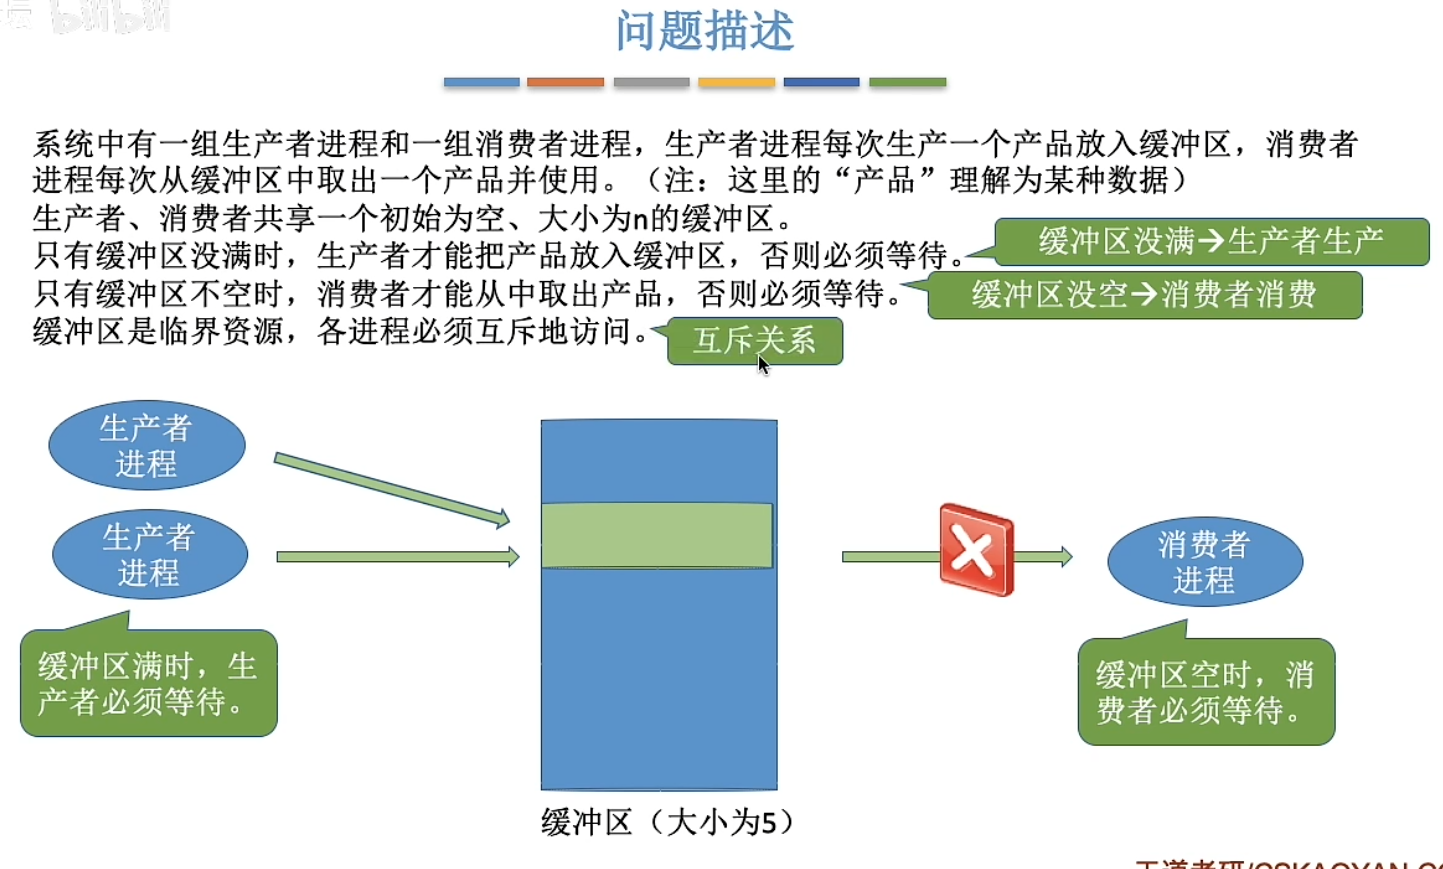 坛 bilibili
问题描述
系统中有一组生产者进程和一组消费者进程，生产者进程每次生产一个产品放入缓冲区，消费者
进程每次从缓冲区中取出一个产品并使用。（注：这里的“产品”理解为某种数据）
生产者、消费者共享一个初始为空、大小为n的缓冲区。
只有缓冲区没满时，生产者才能把产品放入缓冲区，否则必须等待。
缓冲区没满→生产者生产
只有缓冲区不空时，消费者才能从中取出产品，否则必须等待。
缓冲区没空→消费者消费
缓冲区是临界资源，各进程必须互斥地访问。
互斥关系
生产者
进程
生产者
进程
缓冲区满时，生
产者必须等待。
消费者
进程
缓冲区空时，消
费者必须等待。
缓冲区（大小为5）
王道考研/CSKAOYAN.CO